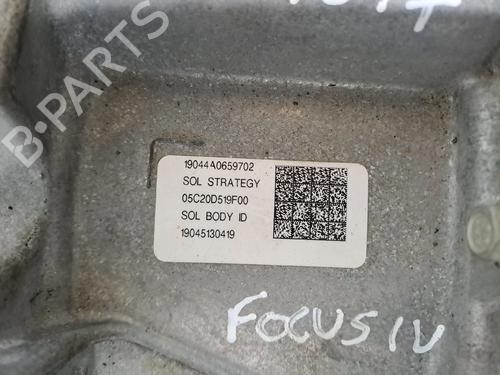 B-PARTS
19044A0659702
SOL STRATEGY
05C20D519F00
SOL BODY ID
19045130419
FOCUS IV